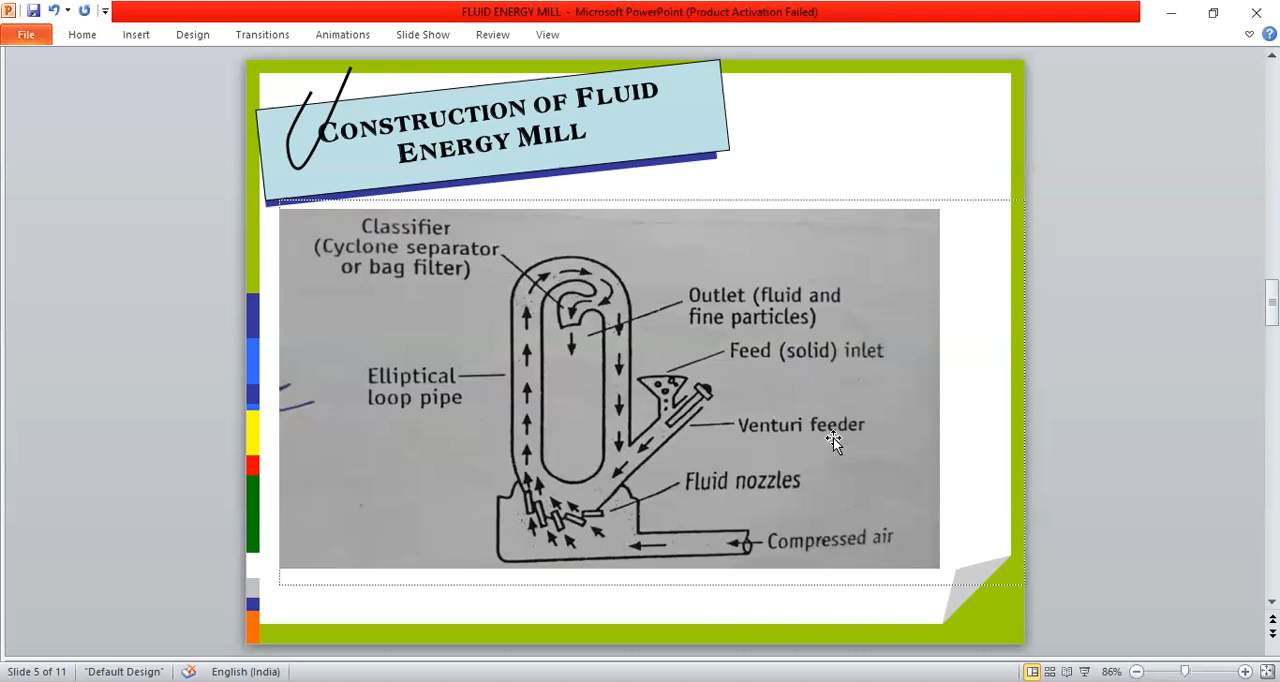 FLUID ENERGY MILL - Microsoft PowerPoint (Product Activation Failed)
File Home Insert Design Transitions Animations Slide Show Review View
CONSTRUCTION OF FLUID
ENERGY MILL
Classifier
(Cyclone separator
or bag filter)
Outlet (fluid and
fine particles)
Feed (solid) inlet
Elliptical
loop pipe
Venturi feeder
Fluid nozzles
Compressed air
Slide 5 of 11 "Default Design" English (India) 86%